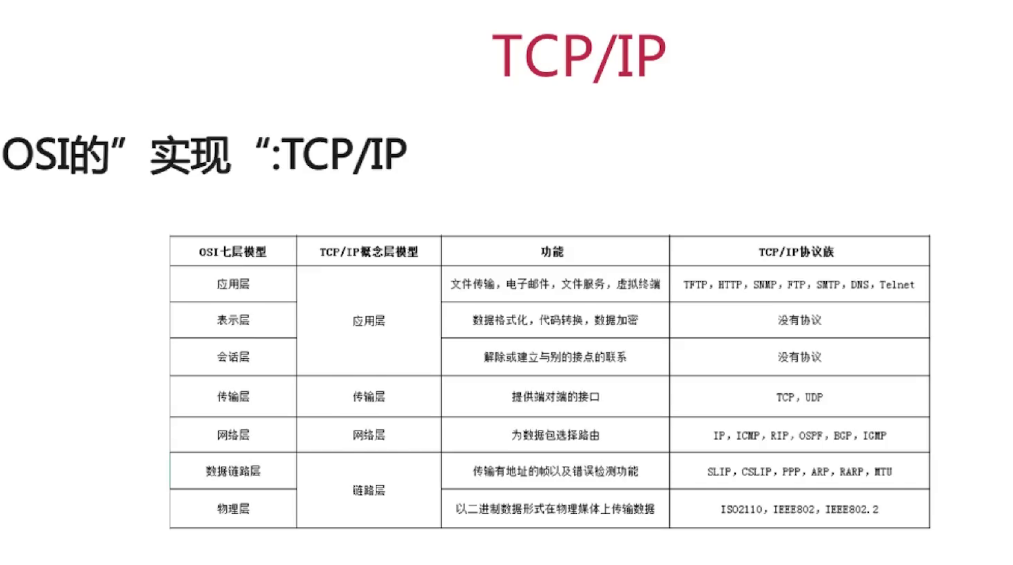 TCP/IP
OSI的”实现“:TCP/IP
OSI七层模型 TCP/IP概念层模型 功能 TCP/IP协议族
应用层 文件传输，电子邮件，文件服务，虚拟终端 TFTP，HTTP，SNMP，FTP，SMTP，DNS，Telnet
表示层 应用层 数据格式化，代码转换，数据加密 没有协议
会话层 解除或建立与别的接点的联系 没有协议
传输层 传输层 提供端对端的接口 TCP，UDP
网络层 网络层 为数据包选择路由 IP，ICMP，RIP，OSPF，BGP，IGMP
数据链路层 传输有地址的帧以及错误检测功能 SLIP，CSLIP，PPP，ARP，RARP，MTU
链路层
物理层 以二进制数据形式在物理媒体上传输数据 ISO2110，IEEE802，IEEE802.2